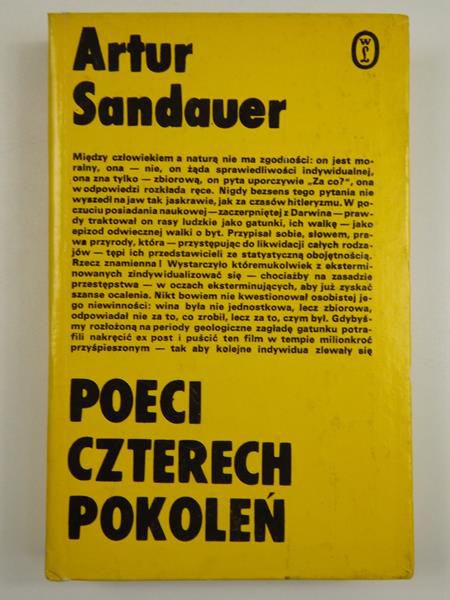 Artur
Sandauer
Między człowiekiem a naturą nie ma zgodności: on jest mo-
ralny, ona — nie, on żąda sprawiedliwości indywidualnej,
ona zna tylko — zbiorową, on pyta uporczywie „Za co?", ona
w odpowiedzi rozkłada ręce. Nigdy bezsens tego pytania nie
wyszedł na jaw tak jaskrawie, jak za czasów hitleryzmu. W po-
czuciu posiadania naukowej — zaczerpniętej z Darwina — praw-
dy traktował on rasy ludzkie jako gatunki, ich walkę — jako
epizod odwiecznej walki o byt. Przypisał sobie, słowem, pra-
wa przyrody, która — przystępując do likwidacji całych rodza-
jów — tępi ich przedstawicieli ze statystyczną obojętnością.
Rzecz znamienna! Wystarczyło któremukolwiek z ekstermi-
nowanych zindywidualizować się — chociażby na zasadzie
przestępstwa — w oczach eksterminujących, aby już zyskać
szanse ocalenia. Nikt bowiem nie kwestionował osobistej je-
go niewinności: wina była nie jednostkowa, lecz zbiorowa,
odpowiadał nie za to, co zrobił, lecz za to, czym był. Gdybyś-
my rozłożoną na periody geologiczne zagładę gatunku potra-
fili nakręcić ex post i puścić ten film w tempie milionkroć
przyśpieszonym — tak aby kolejne indywidua zlewały się
POECI
CZTERECH
POKOLEŃ